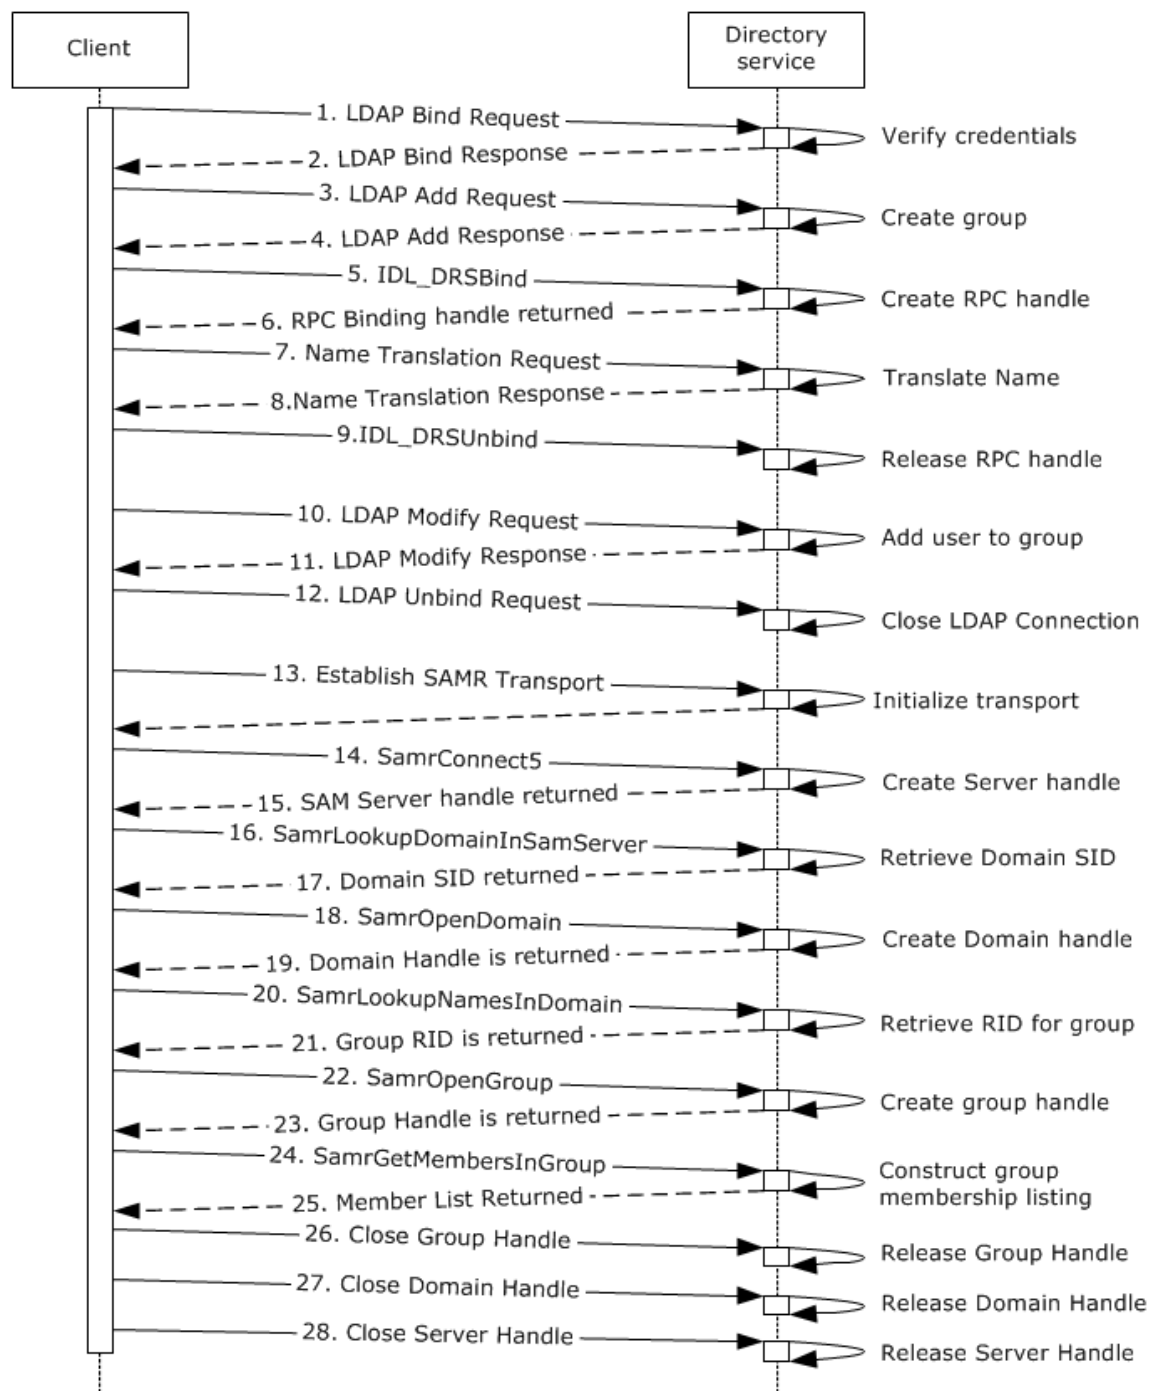 Client
Directory
service
1. LDAP Bind Request
Verify credentials
2. LDAP Bind Response
3. LDAP Add Request
Create group
4. LDAP Add Response
5. IDL_DRSBind
Create RPC handle
6. RPC Binding handle returned
7. Name Translation Request
Translate Name
8.Name Translation Response
9.IDL_DRSUnbind
Release RPC handle
10. LDAP Modify Request
Add user to group
11. LDAP Modify Response
12. LDAP Unbind Request
Close LDAP Connection
13. Establish SAMR Transport
Initialize transport
14. SamrConnect5
Create Server handle
15. SAM Server handle returned
16. SamrLookupDomainInSamServer
Retrieve Domain SID
17. Domain SID returned
18. SamrOpenDomain
Create Domain handle
19. Domain Handle is returned
20. SamrLookupNamesInDomain
Retrieve RID for group
21. Group RID is returned
22. SamrOpenGroup
Create group handle
23. Group Handle is returned
24. SamrGetMembersInGroup
Construct group
membership listing
25. Member List Returned
26. Close Group Handle
Release Group Handle
27. Close Domain Handle
Release Domain Handle
28. Close Server Handle
Release Server Handle